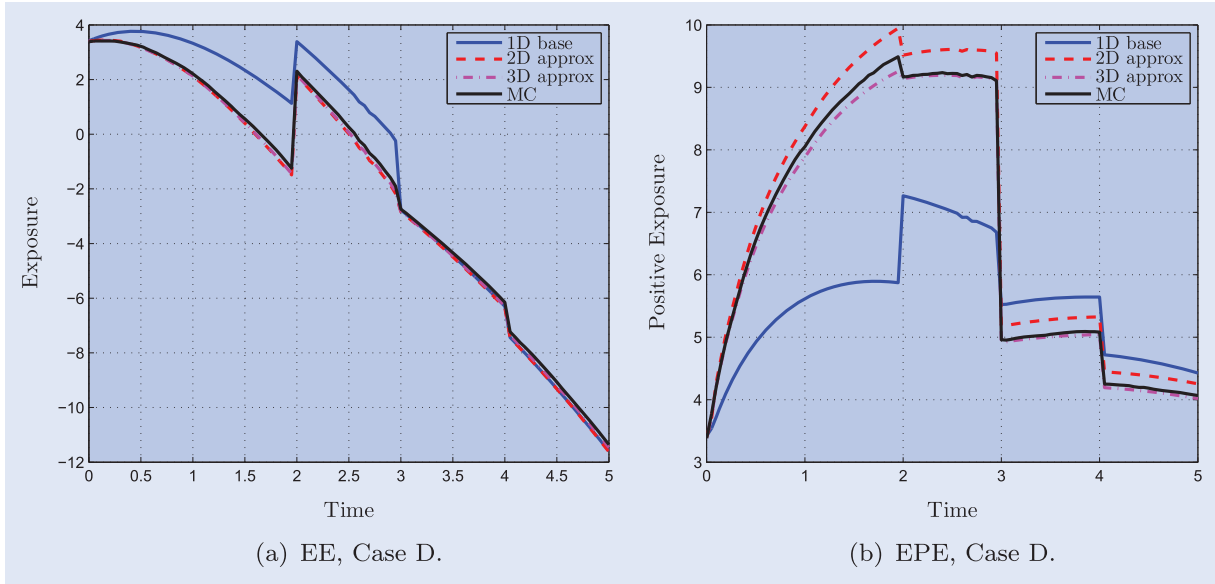 4
2
0
−2
−4
−6
−8
−10
−12
0
0.5
1
1.5
2
2.5
3
3.5
4
4.5
5
Exposure
Time
1D base
2D approx
3D approx
MC
(a) EE, Case D.
10
9
8
7
6
5
4
3
0
1
2
3
4
5
Positive Exposure
Time
1D base
2D approx
3D approx
MC
(b) EPE, Case D.